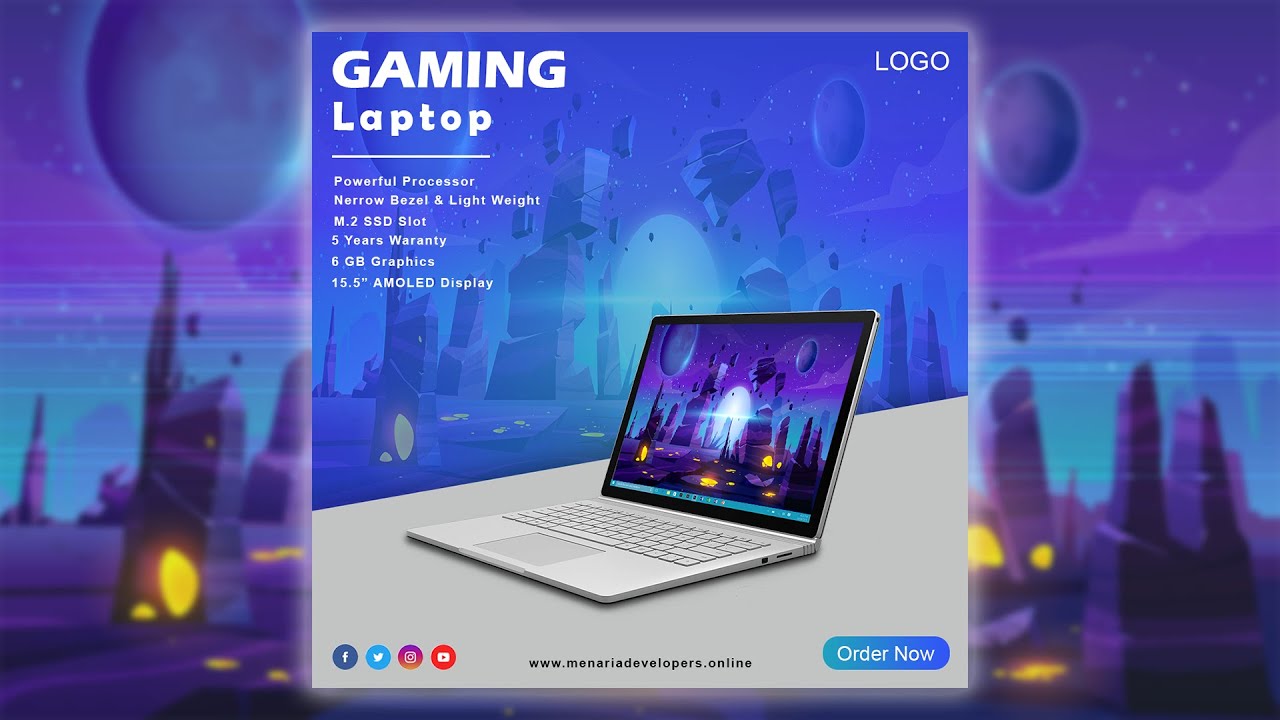 GAMING
Laptop
LOGO
Powerful Processor
Nerrow Bezel & Light Weight
M.2 SSD Slot
5 Years Waranty
6 GB Graphics
15.5” AMOLED Display
www.menariadevelopers.online
Order Now